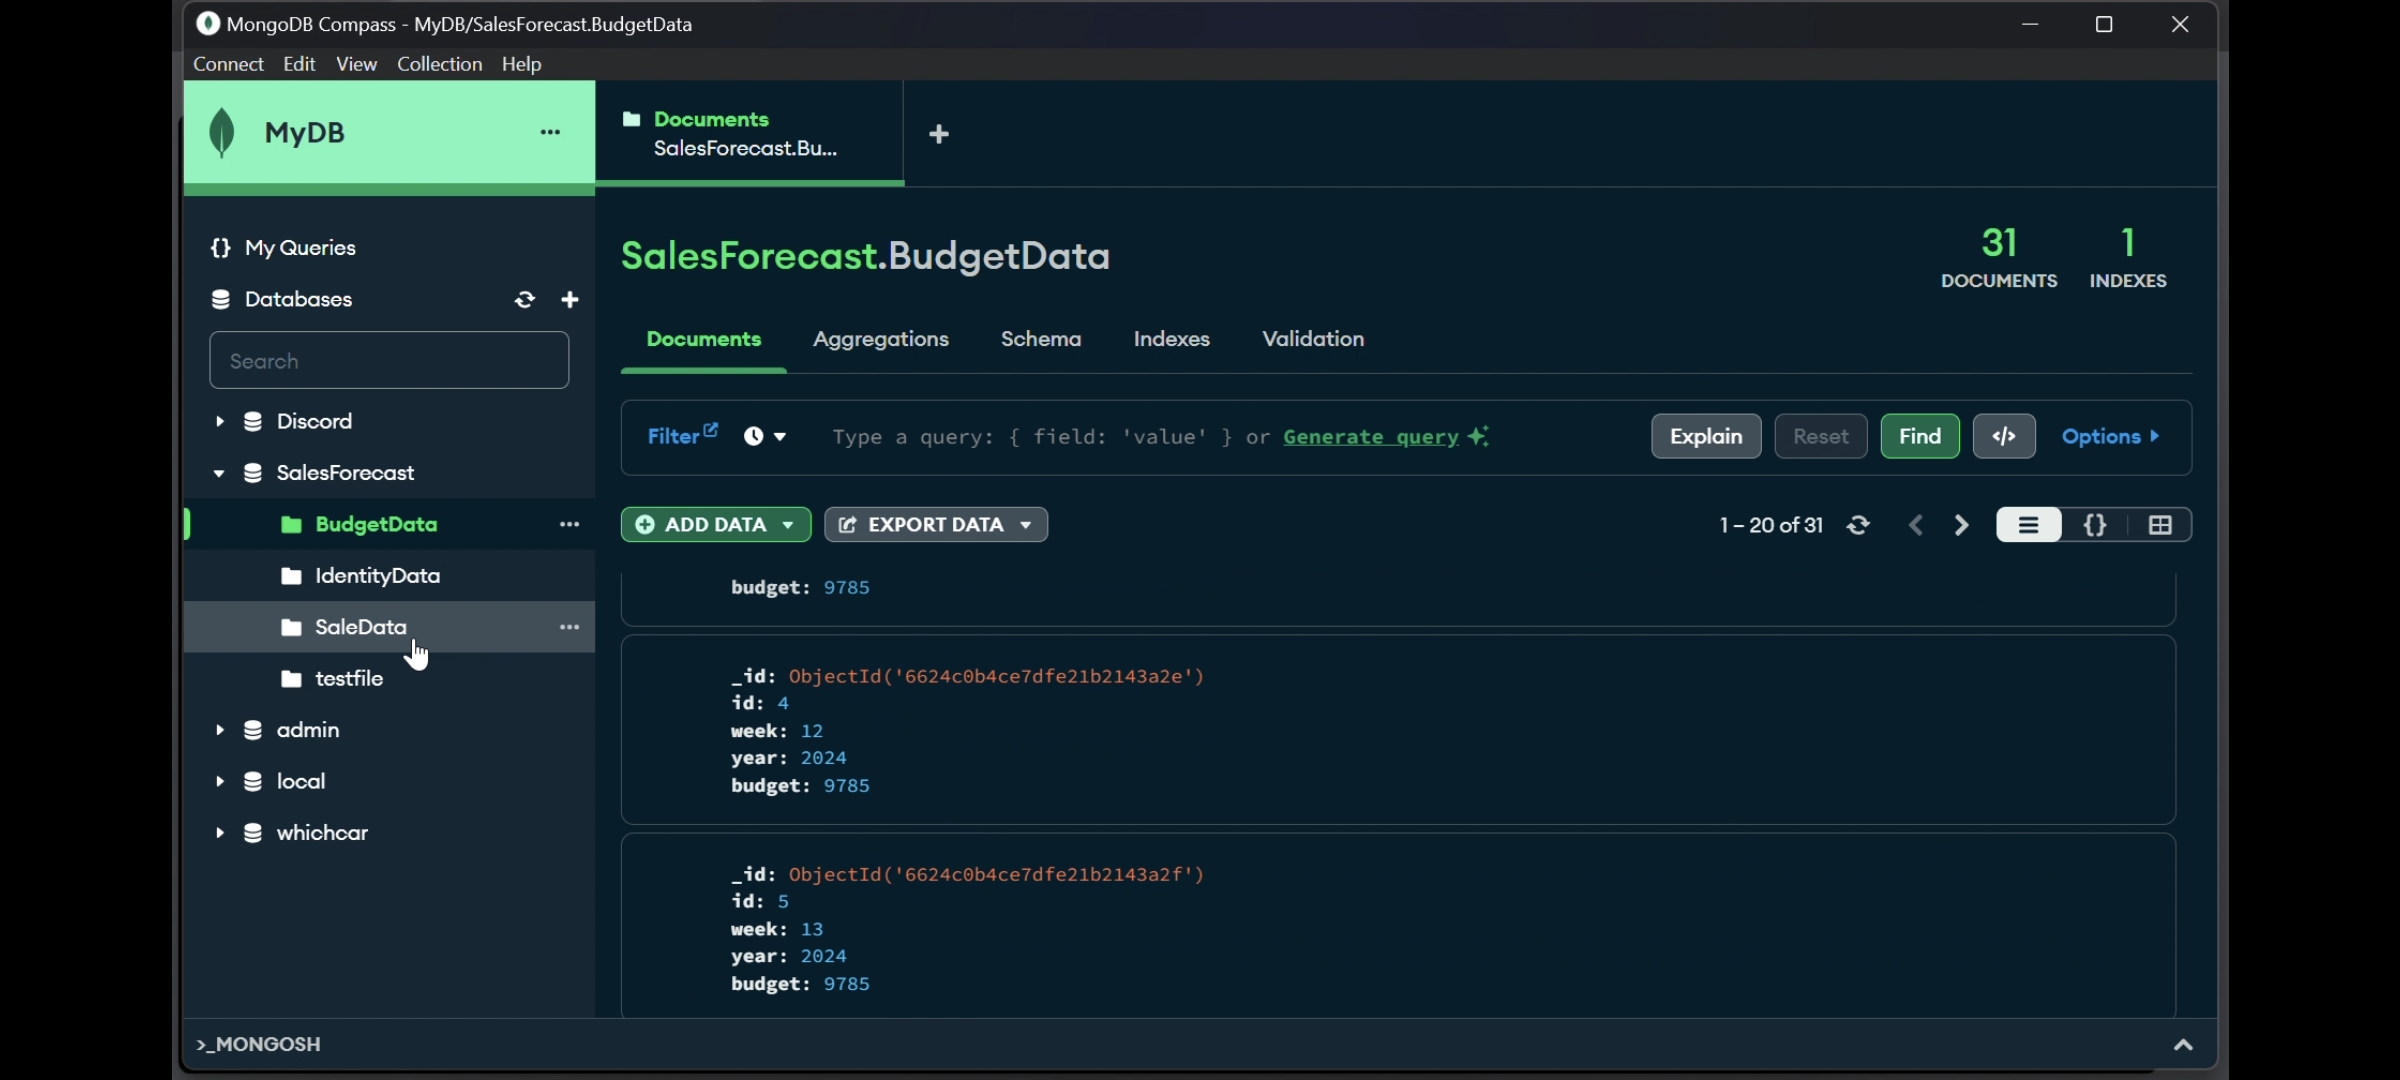 MongoDB Compass - MyDB/SalesForecast.BudgetData
Connect Edit View Collection Help
MyDB ...
{} My Queries
Databases
Search
Discord
SalesForecast
BudgetData ...
IdentityData
SaleData ...
testfile
admin
local
whichcar
Documents
SalesForecast.Bu...
+
SalesForecast.BudgetData
31 DOCUMENTS
1 INDEXES
Documents Aggregations Schema Indexes Validation
Filter Type a query: { field: 'value' } or Generate query Explain Reset Find </> Options
ADD DATA EXPORT DATA 1 – 20 of 31 {}
budget: 9785
_id: ObjectId('6624c0b4ce7dfe21b2143a2e')
id: 4
week: 12
year: 2024
budget: 9785
_id: ObjectId('6624c0b4ce7dfe21b2143a2f')
id: 5
week: 13
year: 2024
budget: 9785
>_MONGOSH